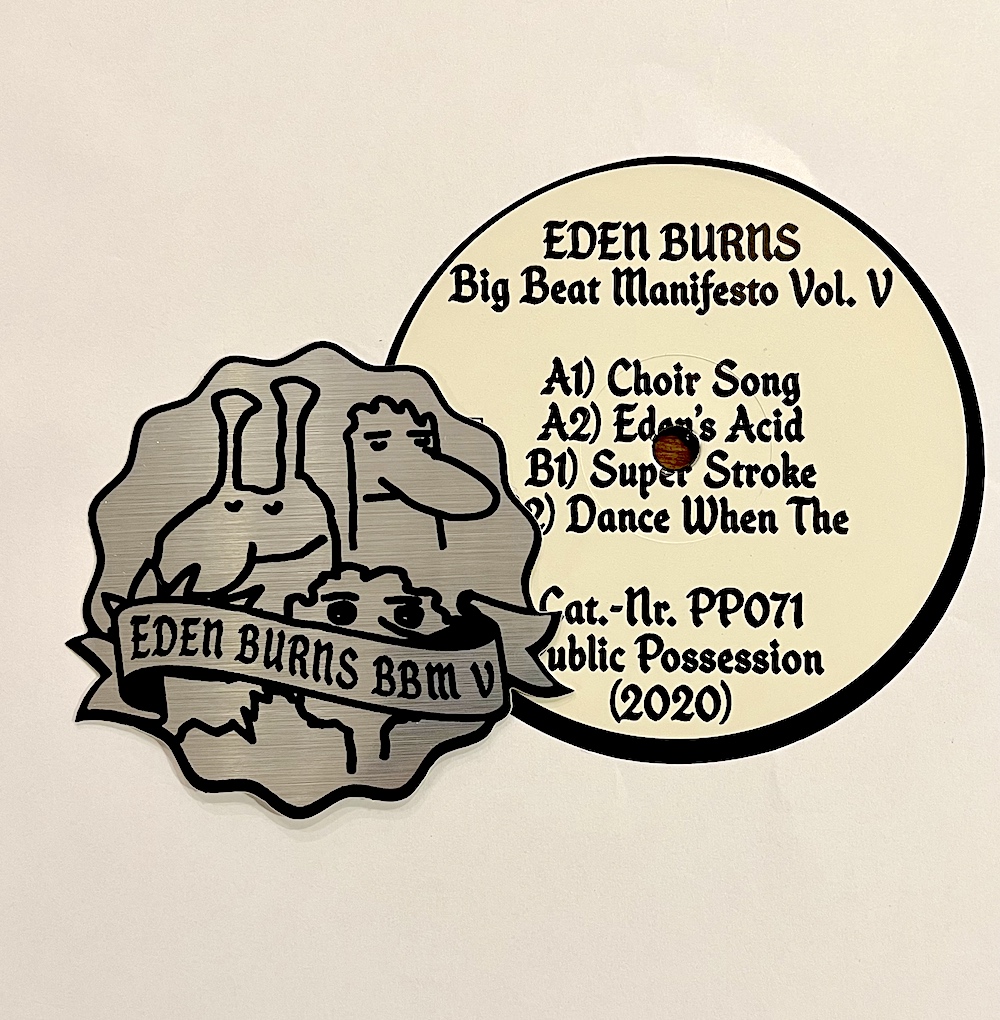 EDEN BURNS
Big Beat Manifesto Vol. V
A1) Choir Song
A2) Eden's Acid
B1) Super Stroke
2) Dance When The
Cat.-Nr. PP071
ublic Possession
(2020)
EDEN BURNS BBM V